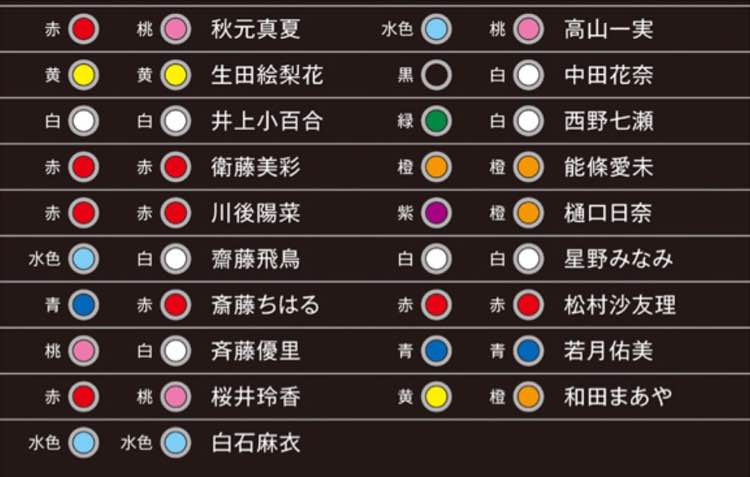 赤 桃 秋元真夏 水色 桃 高山一実
黄 黄 生田絵梨花 黒 白 中田花奈
白 白 井上小百合 緑 白 西野七瀬
赤 赤 衛藤美彩 橙 橙 能條愛未
赤 赤 川後陽菜 紫 橙 樋口日奈
水色 白 齋藤飛鳥 白 白 星野みなみ
青 赤 斎藤ちはる 赤 赤 松村沙友理
桃 白 斉藤優里 青 青 若月佑美
赤 桃 桜井玲香 黄 橙 和田まあや
水色 水色 白石麻衣